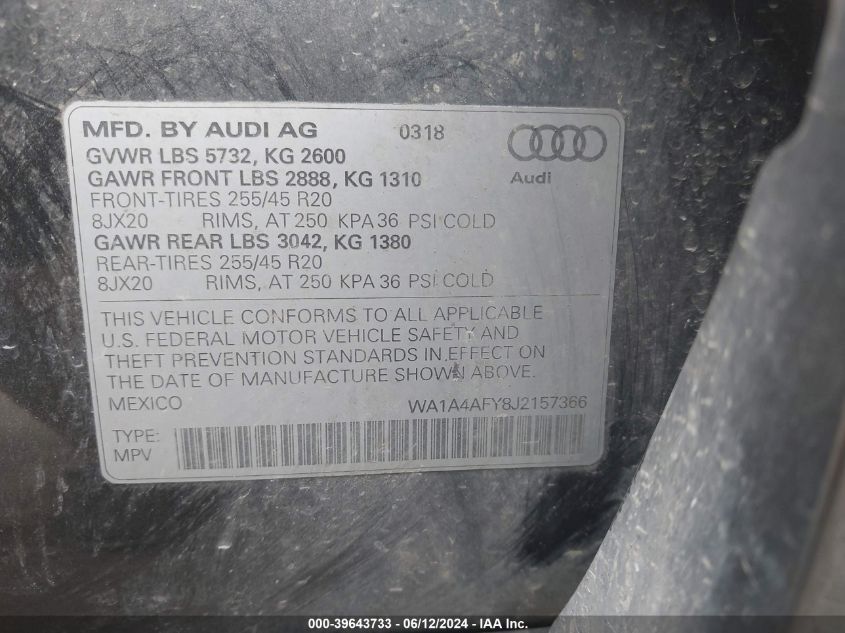 MFD. BY AUDI AG 0318
GVWR LBS 5732, KG 2600
GAWR FRONT LBS 2888, KG 1310
Audi
FRONT-TIRES 255/45 R20
8JX20 RIMS, AT 250 KPA 36 PSI COLD
GAWR REAR LBS 3042, KG 1380
REAR-TIRES 255/45 R20
8JX20 RIMS, AT 250 KPA 36 PSI COLD
THIS VEHICLE CONFORMS TO ALL APPLICABLE
U.S. FEDERAL MOTOR VEHICLE SAFETY AND
THEFT PREVENTION STANDARDS IN EFFECT ON
THE DATE OF MANUFACTURE SHOWN ABOVE.
MEXICO WA1A4AFY8J2157366
TYPE:
MPV
000-39643733 - 06/12/2024 - IAA Inc.